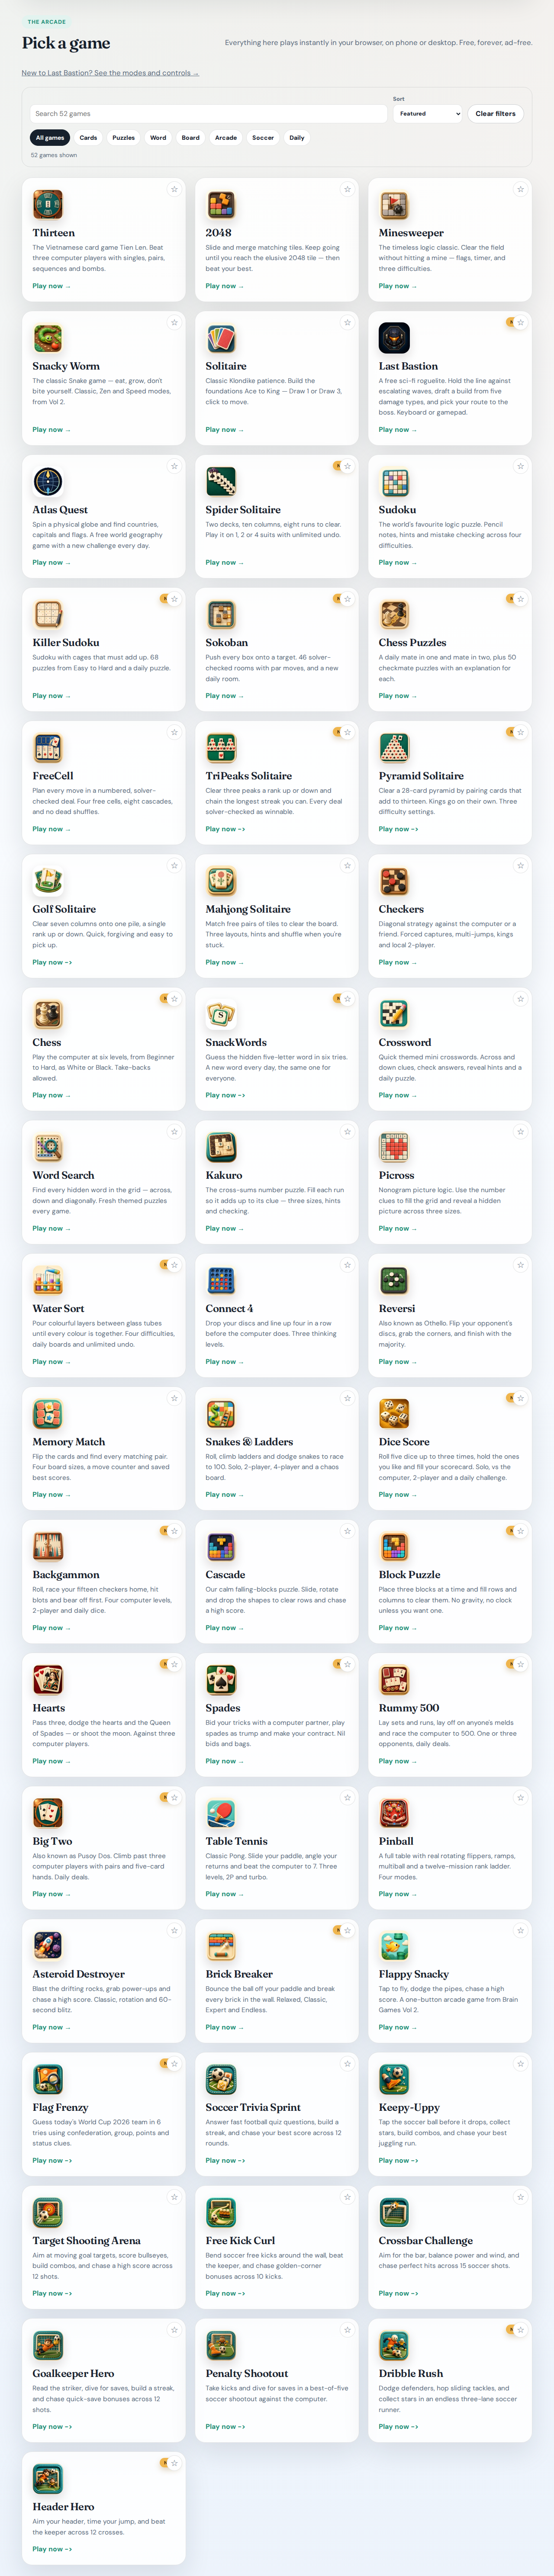 THE ARCADE
Pick a game
Everything here plays instantly in your browser, on phone or desktop. Free, forever, ad-free.
New to Last Bastion? See the modes and controls →
Sort
Search 52 games
Featured
Clear filters
All games
Cards
Puzzles
Word
Board
Arcade
Soccer
Daily
52 games shown
Thirteen
The Vietnamese card game Tien Len. Beat
three computer players with singles, pairs,
sequences and bombs.
Play now →
2048
Slide and merge matching tiles. Keep going
until you reach the elusive 2048 tile — then
beat your best.
Play now →
Minesweeper
The timeless logic classic. Clear the field
without hitting a mine — flags, timer, and
three difficulties.
Play now →
Snacky Worm
The classic Snake game — eat, grow, don't
bite yourself. Classic, Zen and Speed modes,
from Vol 2.
Play now →
Solitaire
Classic Klondike patience. Build the
foundations Ace to King — Draw 1 or Draw 3,
click to move.
Play now →
Last Bastion
A free sci-fi roguelite. Hold the line against
escalating waves, draft a build from five
damage types, and pick your route to the
boss. Keyboard or gamepad.
Play now →
Atlas Quest
Spin a physical globe and find countries,
capitals and flags. A free world geography
game with a new challenge every day.
Play now →
Spider Solitaire
Two decks, ten columns, eight runs to clear.
Play it on 1, 2 or 4 suits with unlimited undo.
Play now →
Sudoku
The world's favourite logic puzzle. Pencil
notes, hints and mistake checking across four
difficulties.
Play now →
Killer Sudoku
Sudoku with cages that must add up. 68
puzzles from Easy to Hard and a daily puzzle.
Play now →
Sokoban
Push every box onto a target. 46 solver-
checked rooms with par moves, and a new
daily room.
Play now →
Chess Puzzles
A daily mate in one and mate in two, plus 50
checkmate puzzles with an explanation for
each.
Play now →
FreeCell
Plan every move in a numbered, solver-
checked deal. Four free cells, eight cascades,
and no dead shuffles.
Play now →
TriPeaks Solitaire
Clear three peaks a rank up or down and
chain the longest streak you can. Every deal
solver-checked as winnable.
Play now ->
Pyramid Solitaire
Clear a 28-card pyramid by pairing cards that
add to thirteen. Kings go on their own. Three
difficulty settings.
Play now ->
Golf Solitaire
Clear seven columns onto one pile, a single
rank up or down. Quick, forgiving and easy to
pick up.
Play now ->
Mahjong Solitaire
Match free pairs of tiles to clear the board.
Three layouts, hints and shuffle when you're
stuck.
Play now →
Checkers
Diagonal strategy against the computer or a
friend. Forced captures, multi-jumps, kings
and local 2-player.
Play now →
Chess
Play the computer at six levels, from Beginner
to Hard, as White or Black. Take-backs
allowed.
Play now →
SnackWords
Guess the hidden five-letter word in six tries.
A new word every day, the same one for
everyone.
Play now ->
Crossword
Quick themed mini crosswords. Across and
down clues, check answers, reveal hints and a
daily puzzle.
Play now →
Word Search
Find every hidden word in the grid — across,
down and diagonally. Fresh themed puzzles
every game.
Play now →
Kakuro
The cross-sums number puzzle. Fill each run
so it adds up to its clue — three sizes, hints
and checking.
Play now →
Picross
Nonogram picture logic. Use the number
clues to fill the grid and reveal a hidden
picture across three sizes.
Play now →
Water Sort
Pour colourful layers between glass tubes
until every colour is together. Four difficulties,
daily boards and unlimited undo.
Play now →
Connect 4
Drop your discs and line up four in a row
before the computer does. Three thinking
levels.
Play now →
Reversi
Also known as Othello. Flip your opponent's
discs, grab the corners, and finish with the
majority.
Play now →
Memory Match
Flip the cards and find every matching pair.
Four board sizes, a move counter and saved
best scores.
Play now →
Snakes & Ladders
Roll, climb ladders and dodge snakes to race
to 100. Solo, 2-player, 4-player and a chaos
board.
Play now →
Dice Score
Roll five dice up to three times, hold the ones
you like and fill your scorecard. Solo, vs the
computer, 2-player and a daily challenge.
Play now →
Backgammon
Roll, race your fifteen checkers home, hit
blots and bear off first. Four computer levels,
2-player and daily dice.
Play now →
Cascade
Our calm falling-blocks puzzle. Slide, rotate
and drop the shapes to clear rows and chase
a high score.
Play now →
Block Puzzle
Place three blocks at a time and fill rows and
columns to clear them. No gravity, no clock
unless you want one.
Play now →
Hearts
Pass three, dodge the hearts and the Queen
of Spades — or shoot the moon. Against three
computer players.
Play now →
Spades
Bid your tricks with a computer partner, play
spades as trump and make your contract. Nil
bids and bags.
Play now →
Rummy 500
Lay sets and runs, lay off on anyone's melds
and race the computer to 500. One or three
opponents, daily deals.
Play now →
Big Two
Also known as Pusoy Dos. Climb past three
computer players with pairs and five-card
hands. Daily deals.
Play now →
Table Tennis
Classic Pong. Slide your paddle, angle your
returns and beat the computer to 7. Three
levels, 2P and turbo.
Play now →
Pinball
A full table with real rotating flippers, ramps,
multiball and a twelve-mission rank ladder.
Four modes.
Play now →
Asteroid Destroyer
Blast the drifting rocks, grab power-ups and
chase a high score. Classic, rotation and 60-
second blitz.
Play now →
Brick Breaker
Bounce the ball off your paddle and break
every brick in the wall. Relaxed, Classic,
Expert and Endless.
Play now →
Flappy Snacky
Tap to fly, dodge the pipes, chase a high
score. A one-button arcade game from Brain
Games Vol 2.
Play now →
Flag Frenzy
Guess today's World Cup 2026 team in 6
tries using confederation, group, points and
status clues.
Play now ->
Soccer Trivia Sprint
Answer fast football quiz questions, build a
streak, and chase your best score across 12
rounds.
Play now ->
Keepy-Uppy
Tap the soccer ball before it drops, collect
stars, build combos, and chase your best
juggling run.
Play now ->
Target Shooting Arena
Aim at moving goal targets, score bullseyes,
build combos, and chase a high score across
12 shots.
Play now ->
Free Kick Curl
Bend soccer free kicks around the wall, beat
the keeper, and chase golden-corner
bonuses across 10 kicks.
Play now ->
Crossbar Challenge
Aim for the bar, balance power and wind, and
chase perfect hits across 15 soccer shots.
Play now ->
Goalkeeper Hero
Read the striker, dive for saves, build a streak,
and chase quick-save bonuses across 12
shots.
Play now ->
Penalty Shootout
Take kicks and dive for saves in a best-of-five
soccer shootout against the computer.
Play now ->
Dribble Rush
Dodge defenders, hop sliding tackles, and
collect stars in an endless three-lane soccer
runner.
Play now ->
Header Hero
Aim your header, time your jump, and beat
the keeper across 12 crosses.
Play now ->